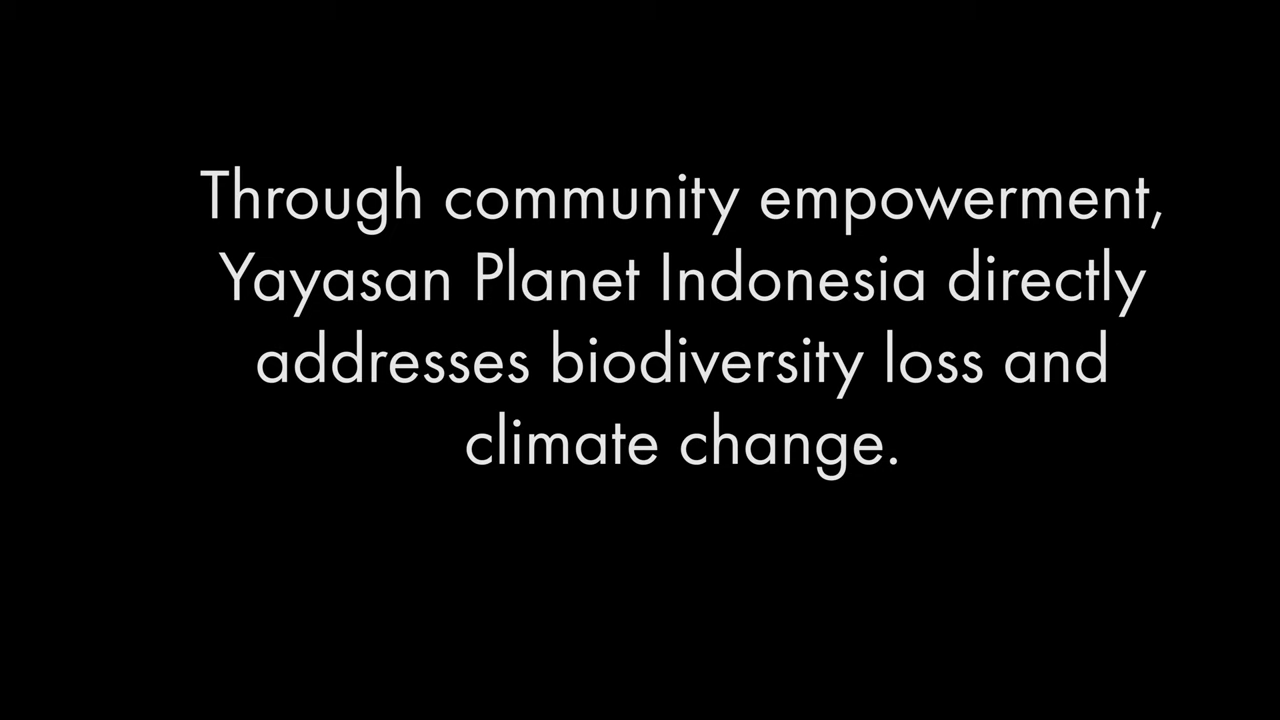 Through community empowerment,
Yayasan Planet Indonesia directly
addresses biodiversity loss and
climate change.